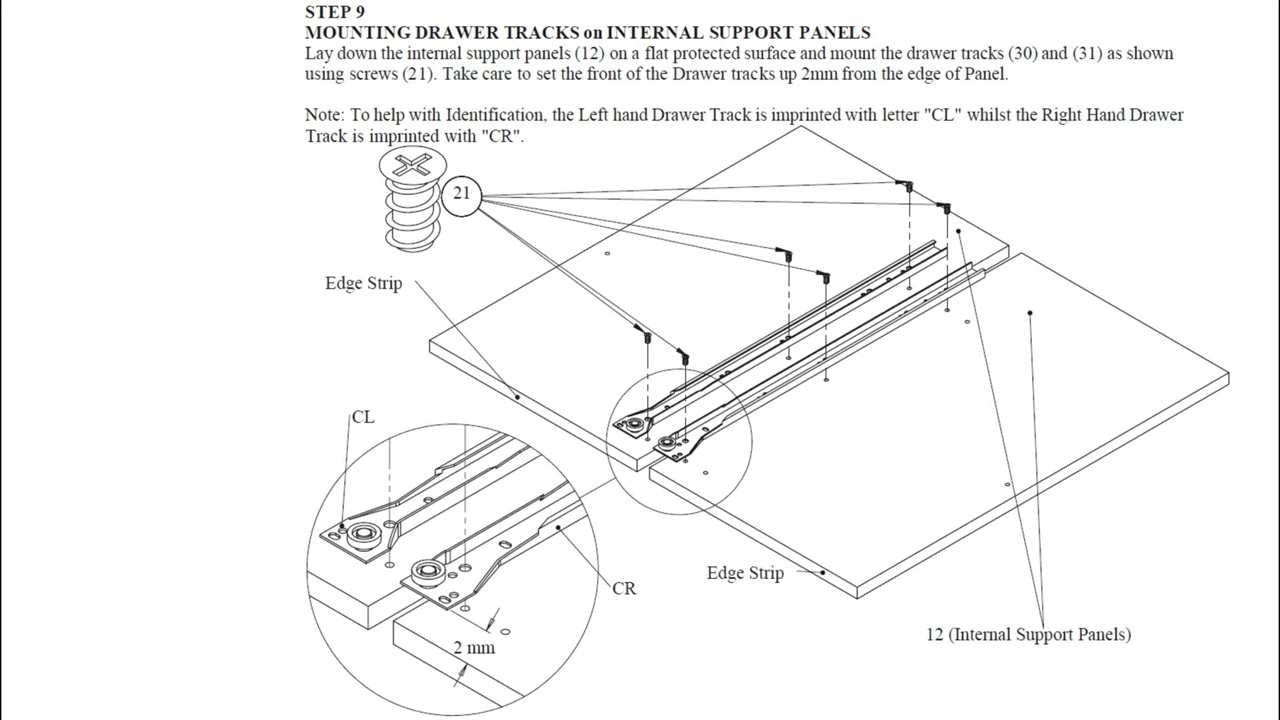 STEP 9
MOUNTING DRAWER TRACKS on INTERNAL SUPPORT PANELS
Lay down the internal support panels (12) on a flat protected surface and mount the drawer tracks (30) and (31) as shown
using screws (21). Take care to set the front of the Drawer tracks up 2mm from the edge of Panel.
Note: To help with Identification, the Left hand Drawer Track is imprinted with letter "CL" whilst the Right Hand Drawer
Track is imprinted with "CR".
21
Edge Strip
CL
Edge Strip
CR
12 (Internal Support Panels)
2 mm